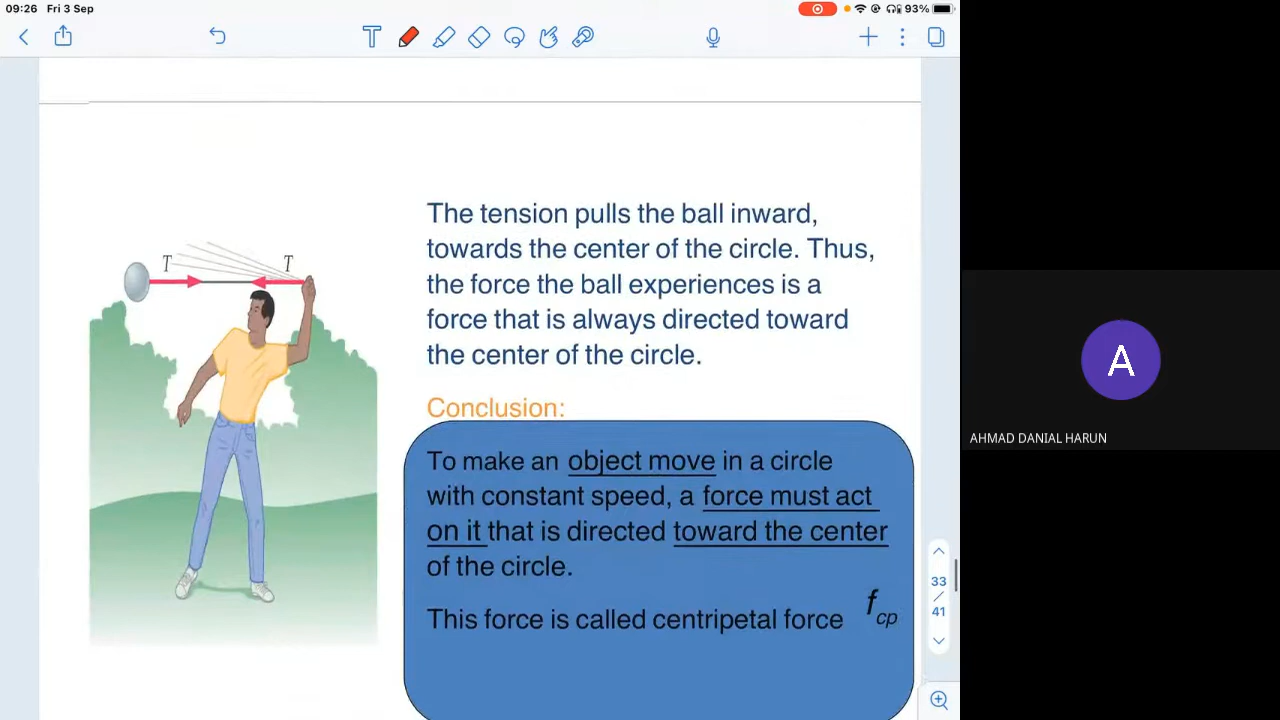 09:26 Fri 3 Sep
93%
T
T T
The tension pulls the ball inward,
towards the center of the circle. Thus,
the force the ball experiences is a
force that is always directed toward
the center of the circle.
Conclusion:
To make an object move in a circle
with constant speed, a force must act
on it that is directed toward the center
of the circle.
This force is called centripetal force fcp
33
/
41
A
AHMAD DANIAL HARUN